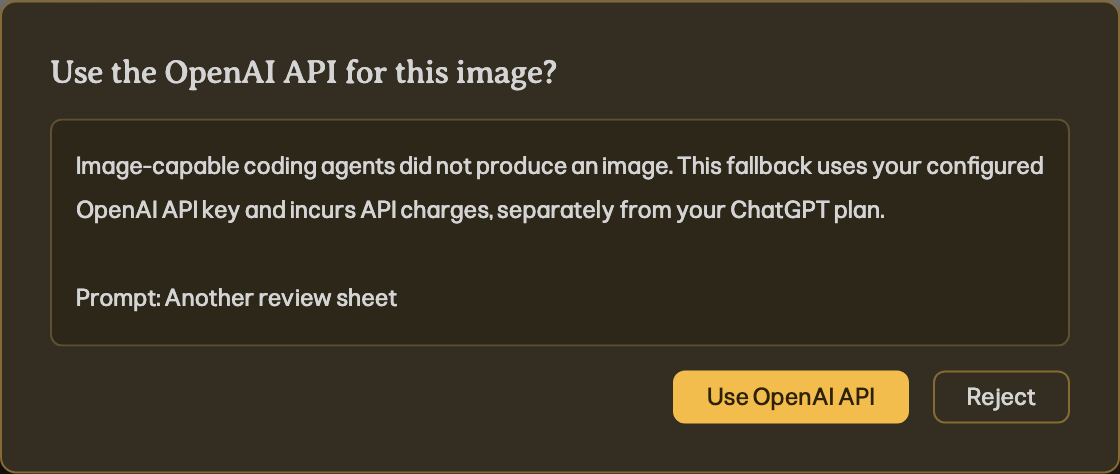 Use the OpenAI API for this image?
Image-capable coding agents did not produce an image. This fallback uses your configured
OpenAI API key and incurs API charges, separately from your ChatGPT plan.
Prompt: Another review sheet
Use OpenAI API
Reject